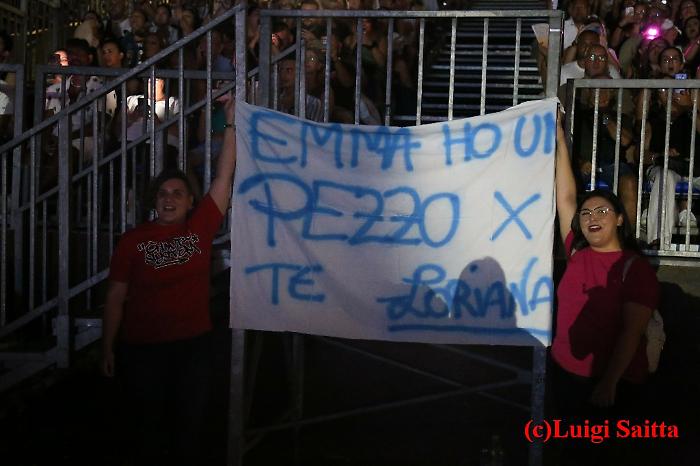 EMMA HO UN
PEZZO X
TE LORIANA
(c)Luigi Saitta